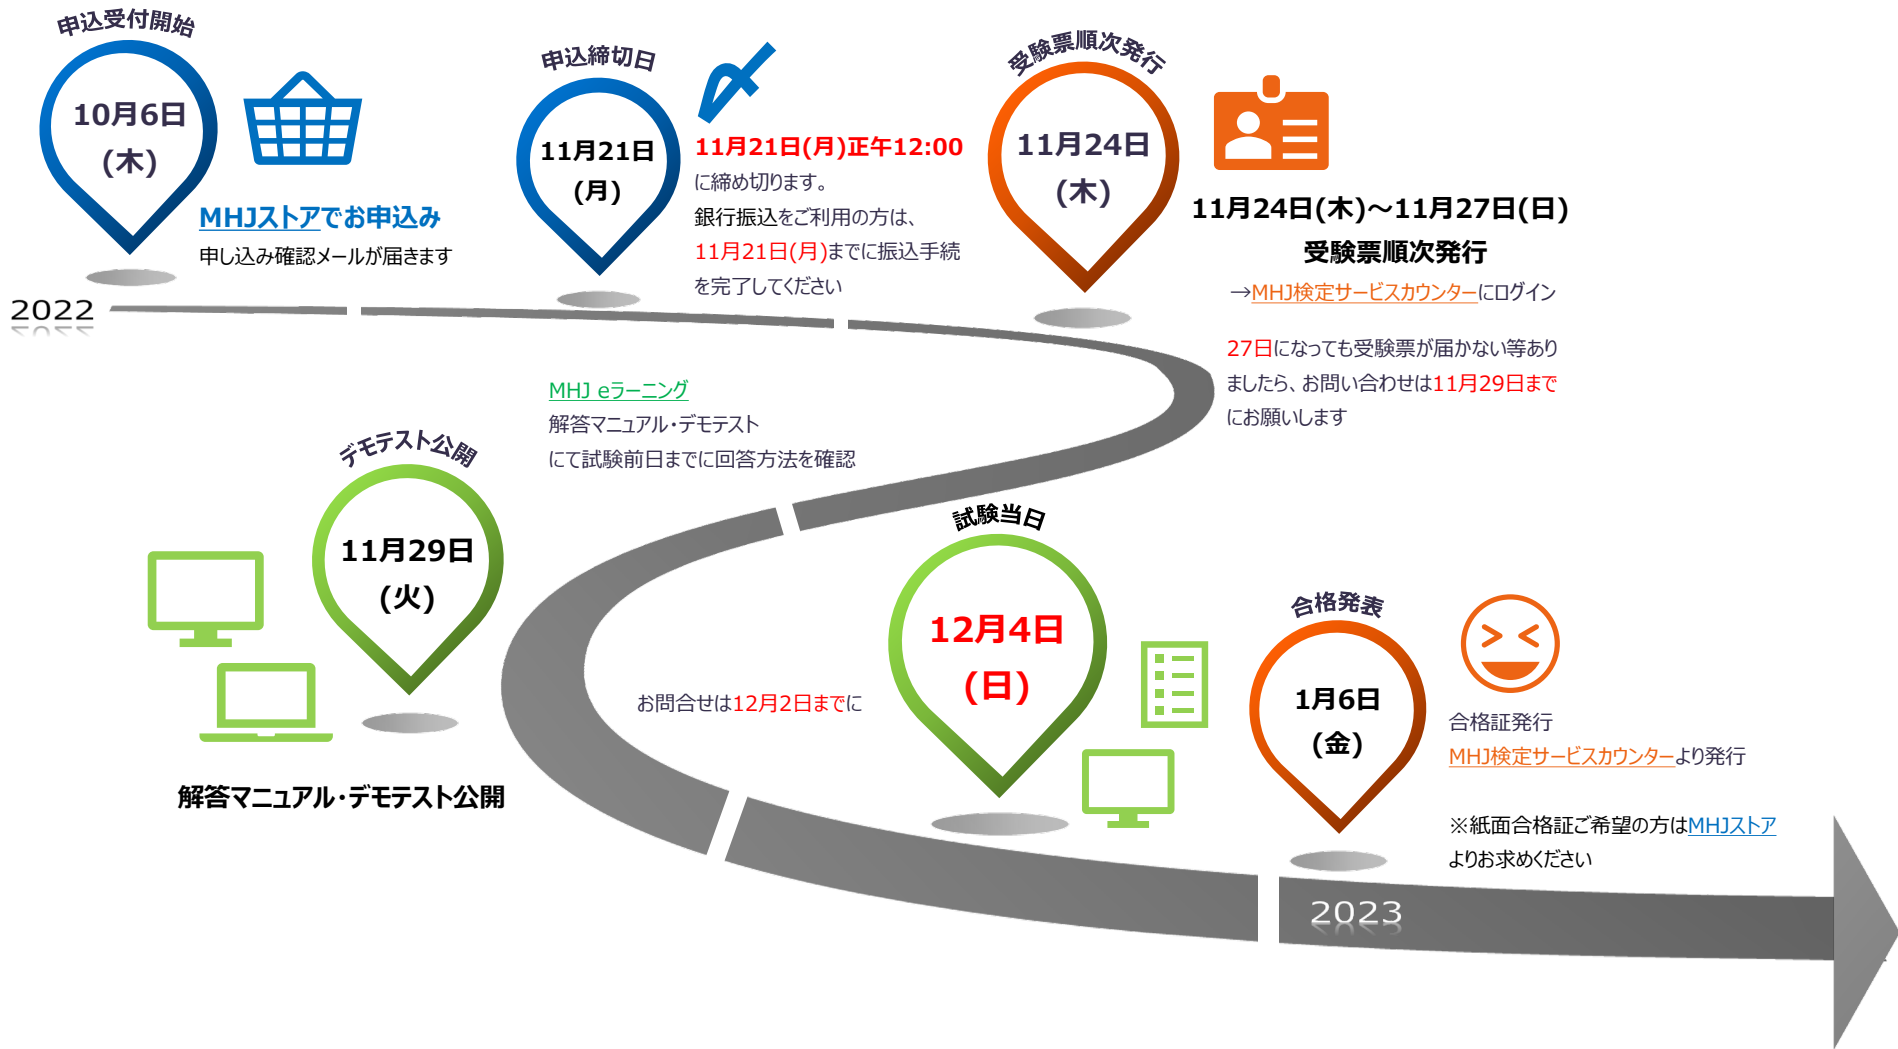 申込受付開始
10月6日
(木)
MHJストアでお申込み
申し込み確認メールが届きます
2022
申込締切日
11月21日
(月)
11月21日(月)正午12:00
に締め切ります。
銀行振込をご利用の方は、
11月21日(月)までに振込手続
を完了してください
受験票順次発行
11月24日
(木)
11月24日(木)～11月27日(日)
受験票順次発行
→MHJ検定サービスカウンターにログイン
27日になっても受験票が届かない等あり
ましたら、お問い合わせは11月29日まで
にお願いします
MHJ eラーニング
解答マニュアル・デモテスト
にて試験前日までに回答方法を確認
デモテスト公開
11月29日
(火)
解答マニュアル・デモテスト公開
お問合せは12月2日までに
試験当日
12月4日
(日)
合格発表
1月6日
(金)
合格証発行
MHJ検定サービスカウンターより発行
※紙面合格証ご希望の方はMHJストア
よりお求めください
2023